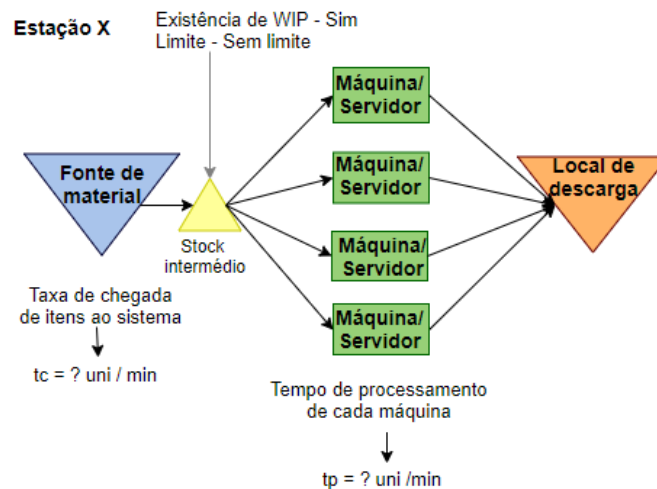 Estação X
Existência de WIP - Sim
Limite - Sem limite
Máquina/
Servidor
Fonte de
material
Máquina/
Servidor
Local de
descarga
Stock
intermédio
Máquina/
Servidor
Máquina/
Servidor
Taxa de chegada
de itens ao sistema
tc = ? uni / min
Tempo de processamento
de cada máquina
tp = ? uni /min